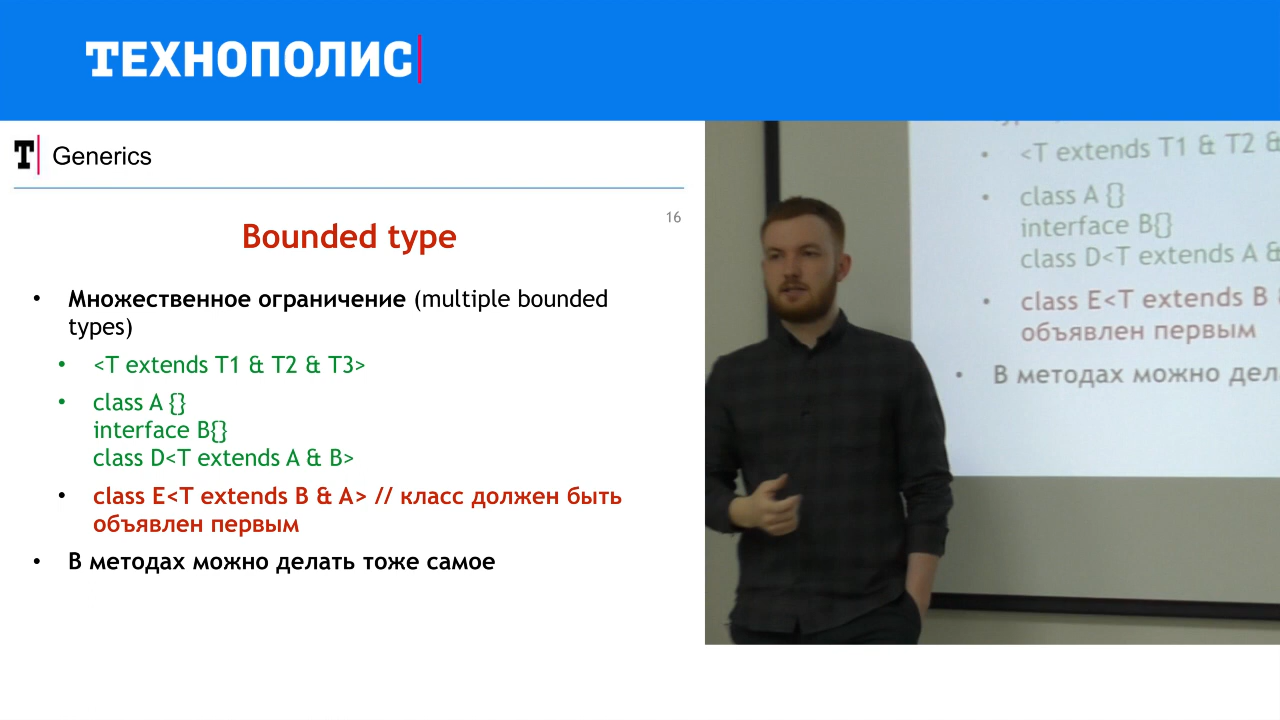 ТЕХНОПОЛИС
T Generics
16
Bounded type
• Множественное ограничение (multiple bounded
types)
• <T extends T1 & T2 & T3>
• class A {}
interface B{}
class D<T extends A & B>
• class E<T extends B & A> // класс должен быть
объявлен первым
• В методах можно делать тоже самое
• <T extends T1 & T2 &
• class A {}
interface B{}
class D<T extends A &
• class E<T extends B
объявлен первым
• В методах можно